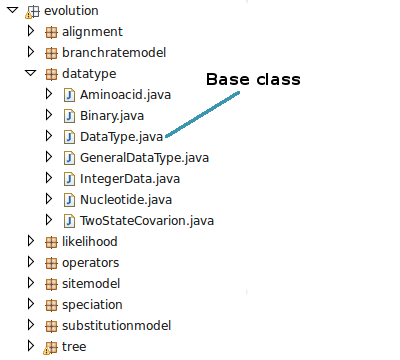 evolution
alignment
branchratemodel
datatype
Base class
Aminoacid.java
Binary.java
DataType.java
GeneralDataType.java
IntegerData.java
Nucleotide.java
TwoStateCovarion.java
likelihood
operators
sitemodel
speciation
substitutionmodel
tree